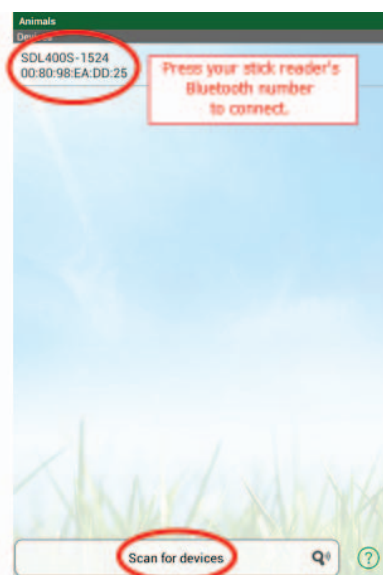 Animals
Devices
SDL400S-1524
00:80:98:EA:DD:25
Press your stick reader's
Bluetooth number
to connect.
Scan for devices
?